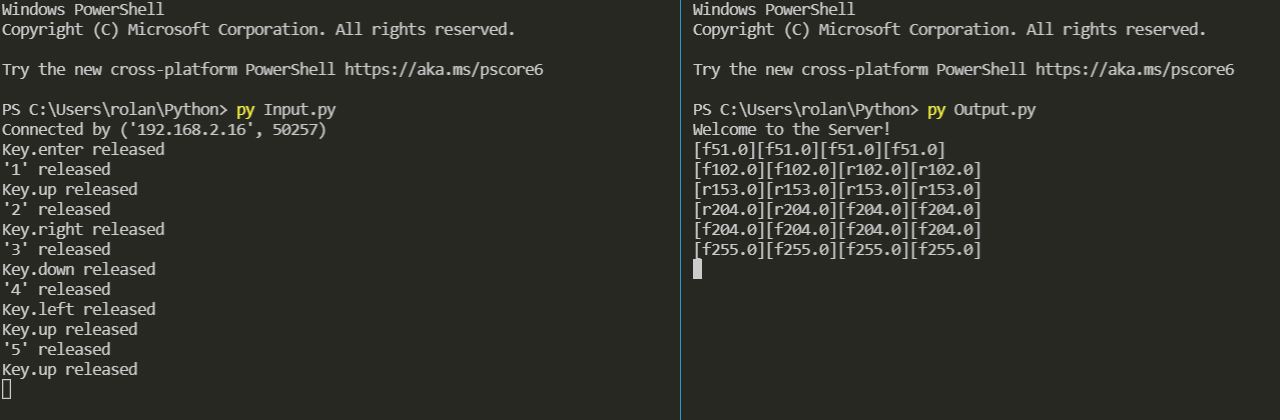 Windows PowerShell
Copyright (C) Microsoft Corporation. All rights reserved.
Try the new cross-platform PowerShell https://aka.ms/pscore6
PS C:\Users\rolan\Python> py Input.py
Connected by ('192.168.2.16', 50257)
Key.enter released
'1' released
Key.up released
'2' released
Key.right released
'3' released
Key.down released
'4' released
Key.left released
Key.up released
'5' released
Key.up released
Windows PowerShell
Copyright (C) Microsoft Corporation. All rights reserved.
Try the new cross-platform PowerShell https://aka.ms/pscore6
PS C:\Users\rolan\Python> py Output.py
Welcome to the Server!
[f51.0][f51.0][f51.0][f51.0]
[f102.0][f102.0][r102.0][r102.0]
[r153.0][r153.0][r153.0][r153.0]
[r204.0][r204.0][f204.0][f204.0]
[f204.0][f204.0][f204.0][f204.0]
[f255.0][f255.0][f255.0][f255.0]